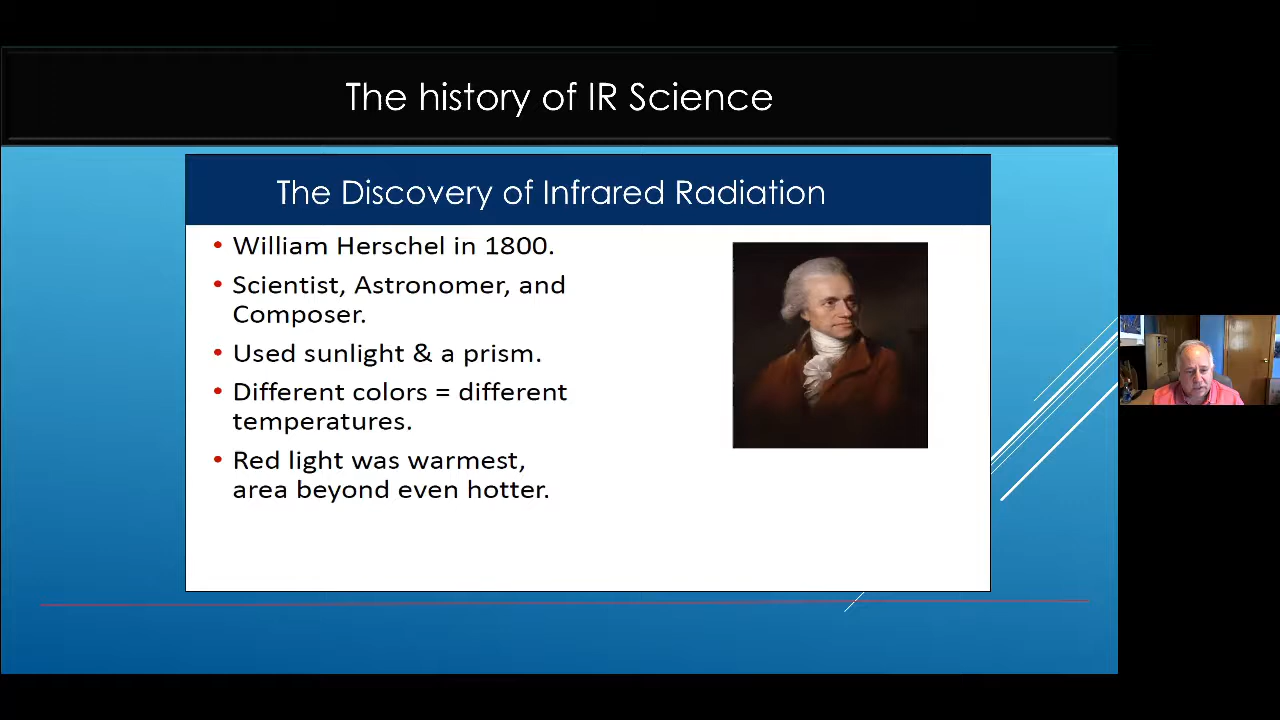 The history of IR Science
The Discovery of Infrared Radiation
• William Herschel in 1800.
• Scientist, Astronomer, and
Composer.
• Used sunlight & a prism.
• Different colors = different
temperatures.
• Red light was warmest,
area beyond even hotter.